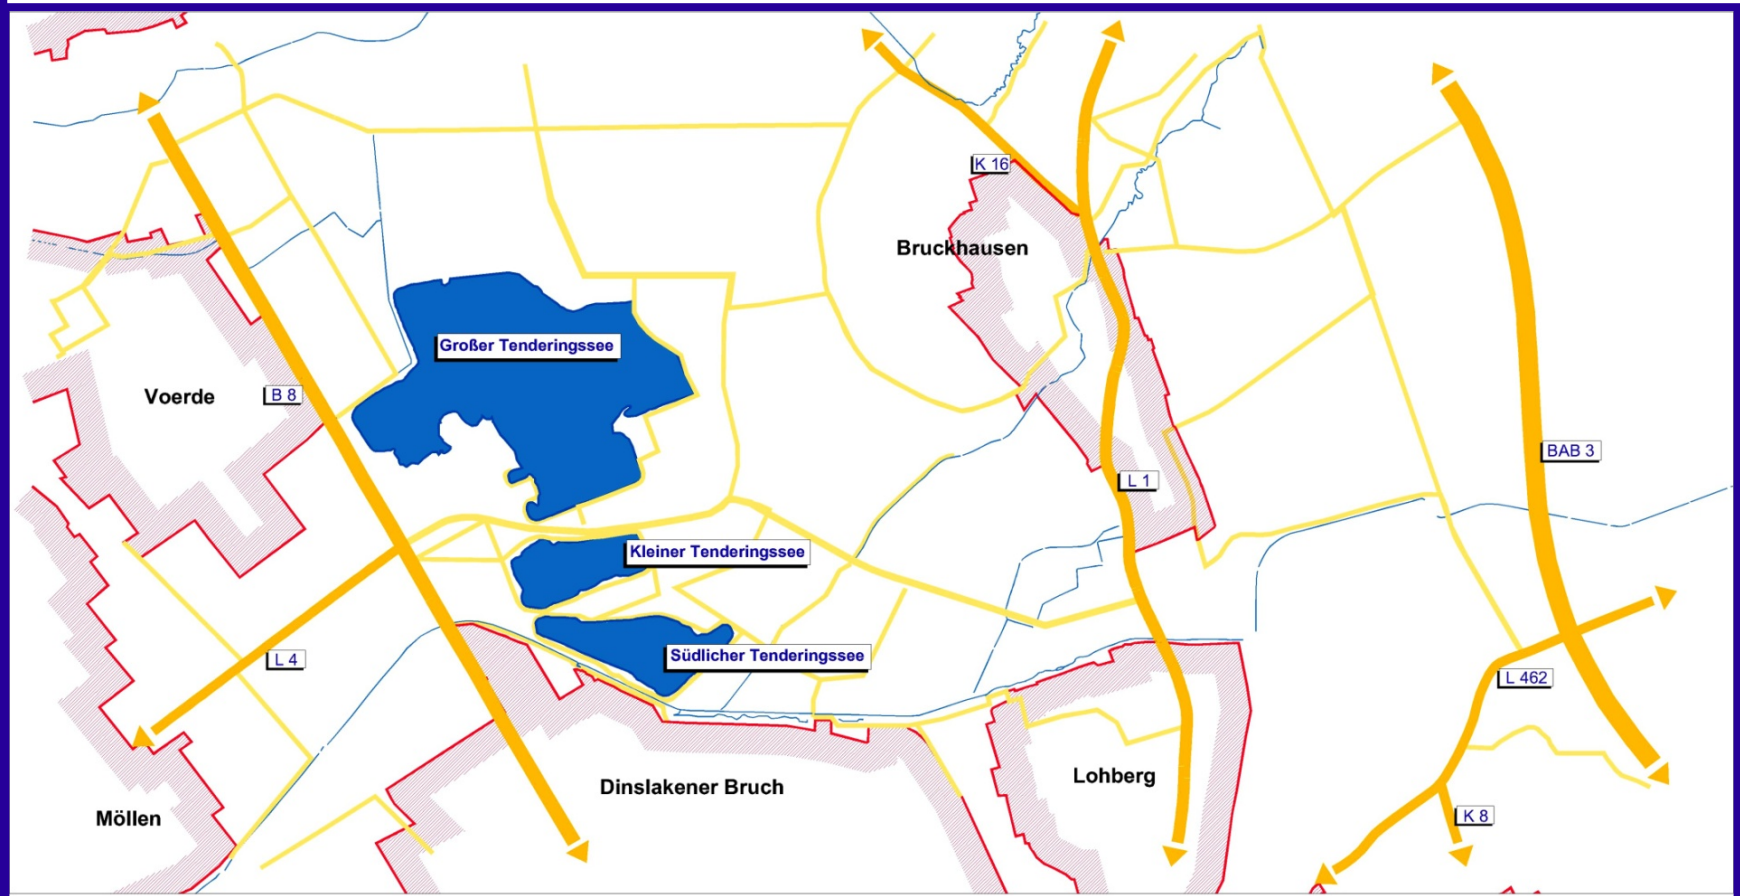 K 16
Bruckhausen
Großer Tenderingssee
Voerde
B 8
BAB 3
L 1
Kleiner Tenderingssee
Südlicher Tenderingssee
L 4
L 462
Lohberg
Dinslakener Bruch
Möllen
K 8